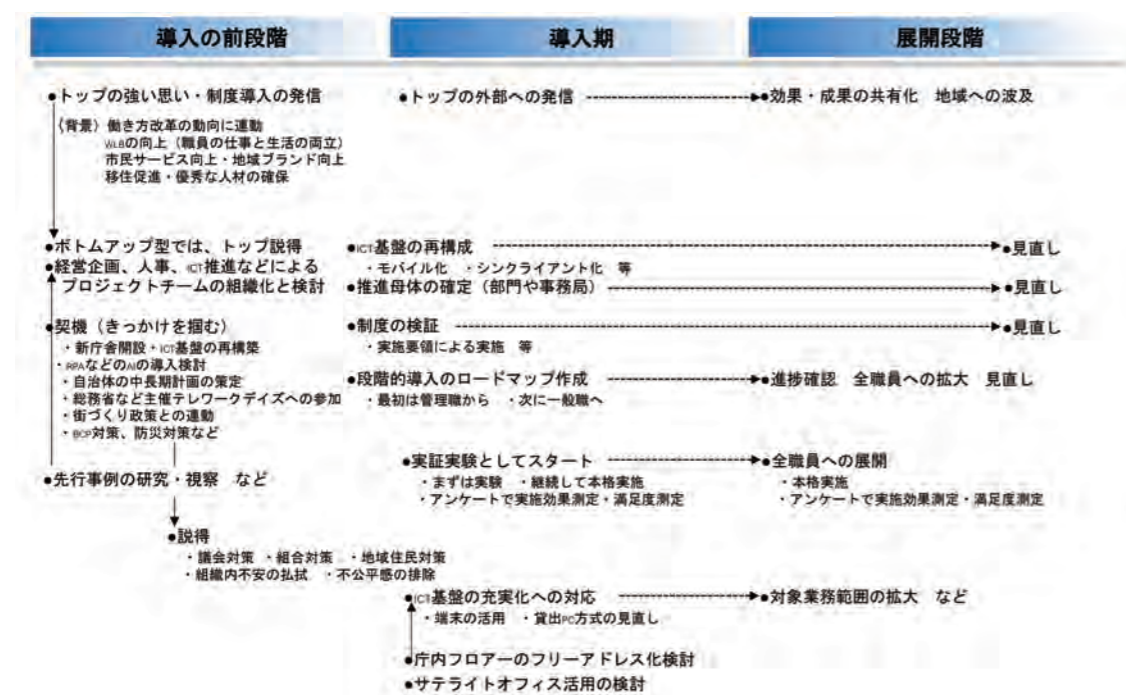 導入の前段階
導入期
展開段階
●トップの強い思い・制度導入の発信
〈背景〉働き方改革の動向に連動
WLBの向上（職員の仕事と生活の両立）
市民サービス向上・地域ブランド向上
移住促進・優秀な人材の確保
●ボトムアップ型では、トップ説得
●経営企画、人事、ICT推進などによる
プロジェクトチームの組織化と検討
●契機（きっかけを掴む）
・新庁舎開設・ICT基盤の再構築
・RPAなどのAIの導入検討
・自治体の中長期計画の策定
・総務省など主催テレワークデイズへの参加
・街づくり政策との連動
・BCP対策、防災対策など
●先行事例の研究・視察　など
●説得
・議会対策　・組合対策　・地域住民対策
・組織内不安の払拭　・不公平感の排除
●トップの外部への発信
●ICT基盤の再構成
・モバイル化　・シンクライアント化　等
●推進母体の確定（部門や事務局）
●制度の検証
・実施要領による実施　等
●段階的導入のロードマップ作成
・最初は管理職から　・次に一般職へ
●実証実験としてスタート
・まずは実験　・継続して本格実施
・アンケートで実施効果測定・満足度測定
●ICT基盤の充実化への対応
・端末の活用　・貸出PC方式の見直し
●庁内フロアーのフリーアドレス化検討
●サテライトオフィス活用の検討
●効果・成果の共有化　地域への波及
●見直し
●見直し
●見直し
●進捗確認　全職員への拡大　見直し
●全職員への展開
・本格実施
・アンケートで実施効果測定・満足度測定
●対象業務範囲の拡大　など